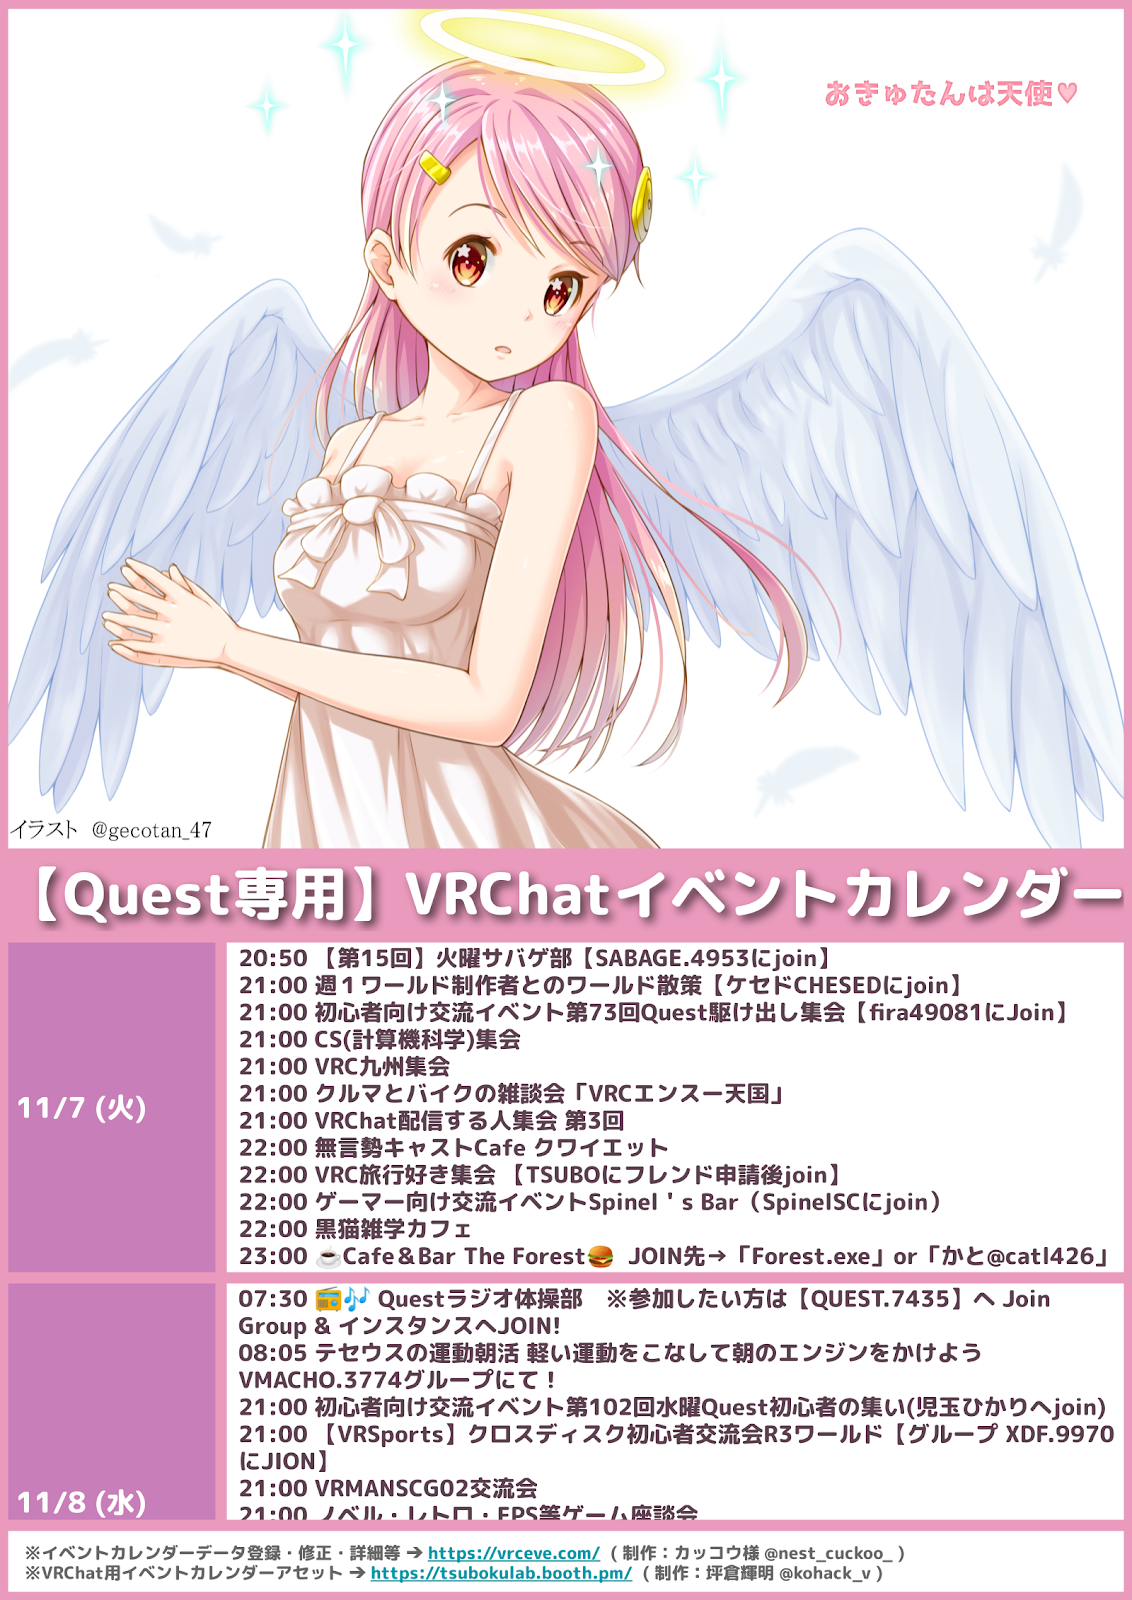 おきゅたんは天使♡
イラスト @gecotan_47
【Quest専用】VRChatイベントカレンダー
11/7 (火)
20:50 【第15回】火曜サバゲ部【SABAGE.4953にjoin】
21:00 週１ワールド制作者とのワールド散策【ケセドCHESEDにjoin】
21:00 初心者向け交流イベント第73回Quest駆け出し集会【fira49081にJoin】
21:00 CS(計算機科学)集会
21:00 VRC九州集会
21:00 クルマとバイクの雑談会「VRCエンスー天国」
21:00 VRChat配信する人集会 第3回
22:00 無言勢キャストCafe クワイエット
22:00 VRC旅行好き集会 【TSUBOにフレンド申請後join】
22:00 ゲーマー向け交流イベントSpinel ' s Bar（SpinelSCにjoin）
22:00 黒猫雑学カフェ
23:00 ☕Cafe＆Bar The Forest🍔 JOIN先→「Forest.exe」or「かと@catl426」
11/8 (水)
07:30 📻🎶 Questラジオ体操部　※参加したい方は【QUEST.7435】へ Join
Group & インスタンスへJOIN!
08:05 テセウスの運動朝活 軽い運動をこなして朝のエンジンをかけよう
VMACHO.3774グループにて！
21:00 初心者向け交流イベント第102回水曜Quest初心者の集い(児玉ひかりへjoin)
21:00 【VRSports】クロスディスク初心者交流会R3ワールド【グループ XDF.9970
にJION】
21:00 VRMANSCG02交流会
21:00 ノベル・レトロ・FPS等ゲーム座談会
※イベントカレンダーデータ登録・修正・詳細等 ➔ https://vrceve.com/ ( 制作：カッコウ様 @nest_cuckoo_ )
※VRChat用イベントカレンダーアセット ➔ https://tsubokulab.booth.pm/ ( 制作：坪倉輝明 @kohack_v )